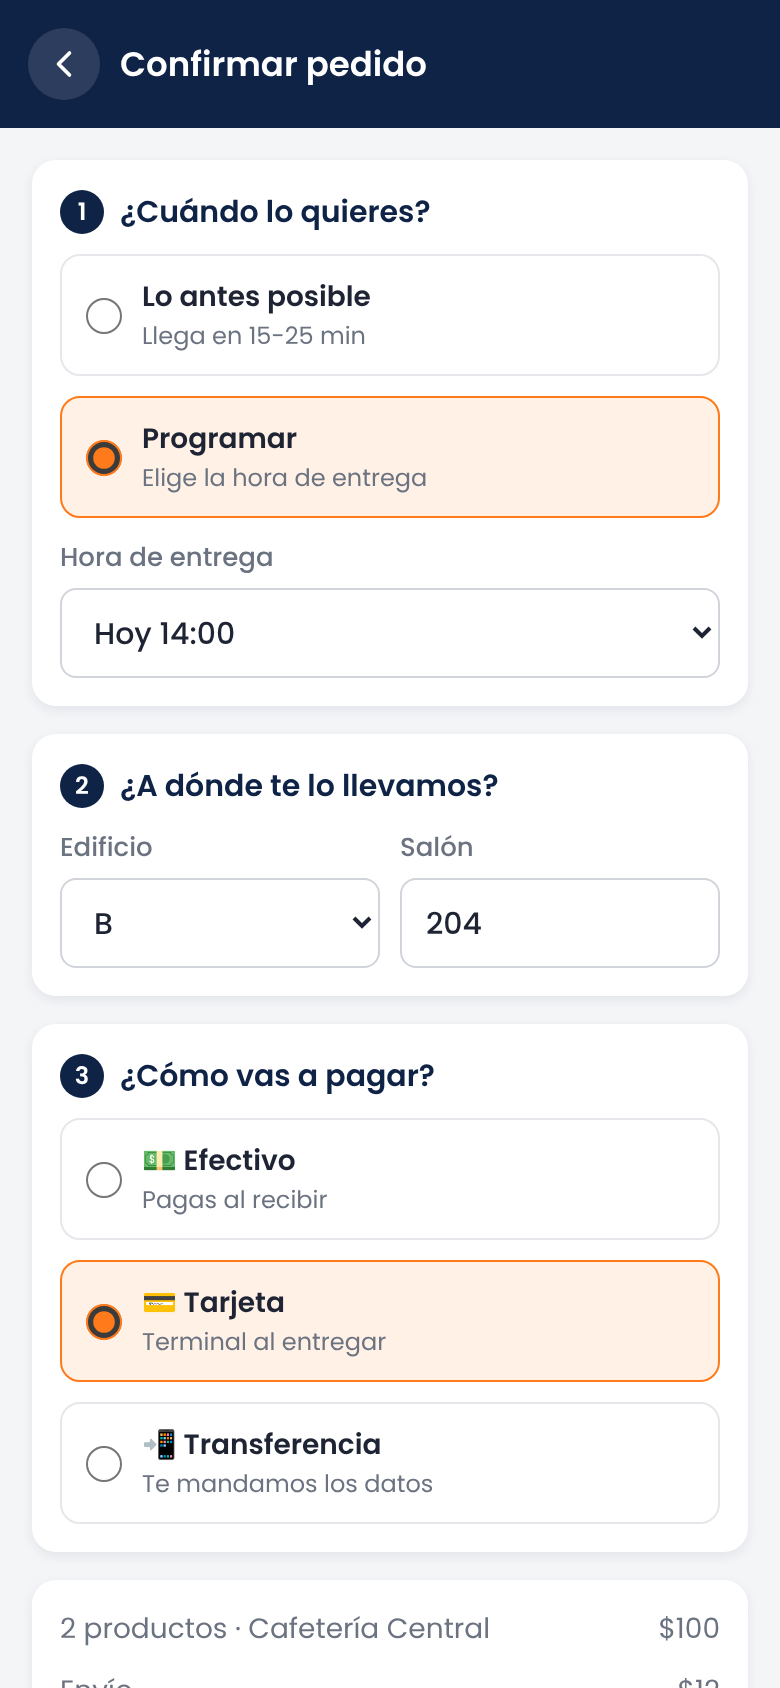 Confirmar pedido
1 ¿Cuándo lo quieres?
Lo antes posible
Llega en 15-25 min
Programar
Elige la hora de entrega
Hora de entrega
Hoy 14:00
2 ¿A dónde te lo llevamos?
Edificio Salón
B 204
3 ¿Cómo vas a pagar?
💵 Efectivo
Pagas al recibir
💳 Tarjeta
Terminal al entregar
📲 Transferencia
Te mandamos los datos
2 productos · Cafetería Central $100